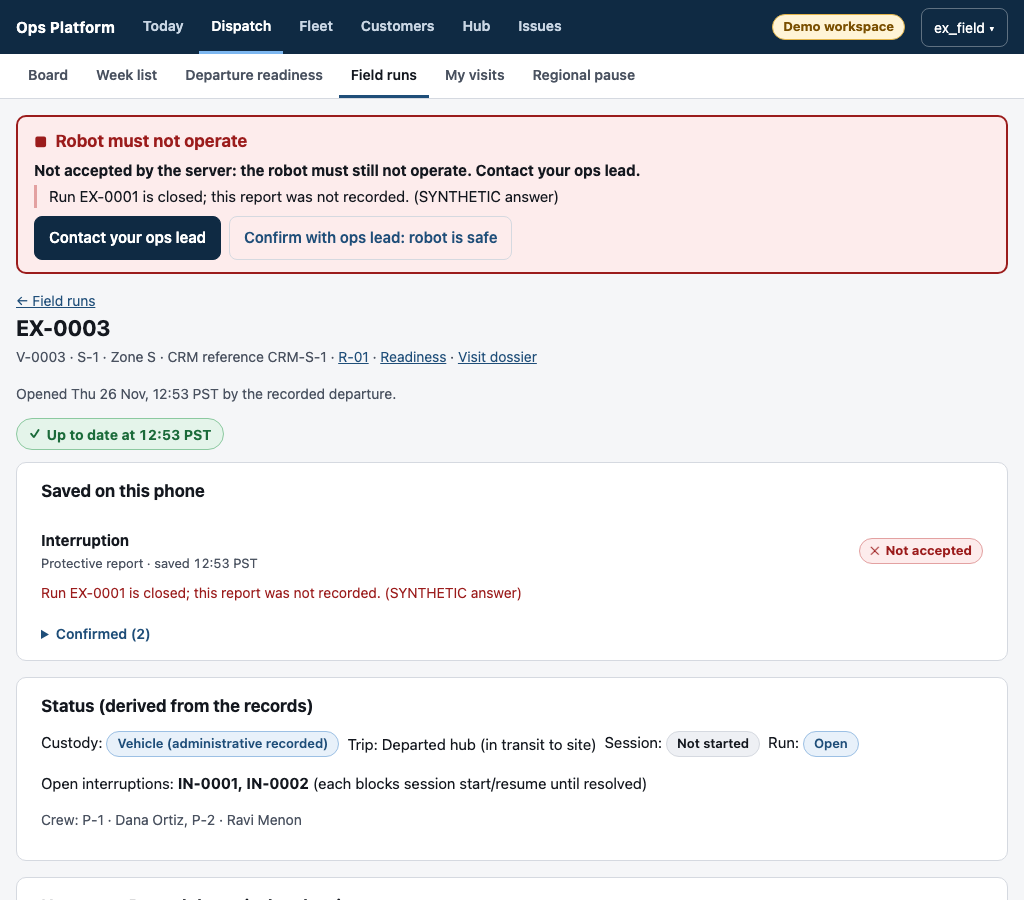 Ops Platform Today Dispatch Fleet Customers Hub Issues Demo workspace ex_field ▾
Board Week list Departure readiness Field runs My visits Regional pause
Robot must not operate
Not accepted by the server: the robot must still not operate. Contact your ops lead.
Run EX-0001 is closed; this report was not recorded. (SYNTHETIC answer)
Contact your ops lead Confirm with ops lead: robot is safe
← Field runs
EX-0003
V-0003 · S-1 · Zone S · CRM reference CRM-S-1 · R-01 · Readiness · Visit dossier
Opened Thu 26 Nov, 12:53 PST by the recorded departure.
✓ Up to date at 12:53 PST
Saved on this phone
Interruption
Protective report · saved 12:53 PST
✕ Not accepted
Run EX-0001 is closed; this report was not recorded. (SYNTHETIC answer)
▶ Confirmed (2)
Status (derived from the records)
Custody: Vehicle (administrative recorded) Trip: Departed hub (in transit to site) Session: Not started Run: Open
Open interruptions: IN-0001, IN-0002 (each blocks session start/resume until resolved)
Crew: P-1 · Dana Ortiz, P-2 · Ravi Menon